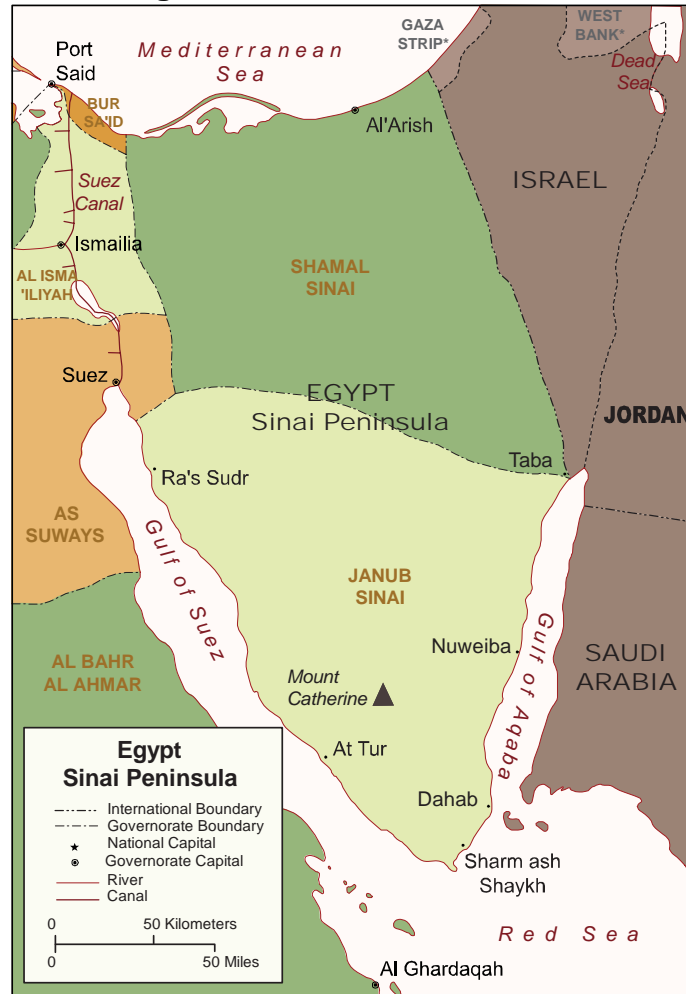 Port
Said
Mediterranean
Sea
GAZA
STRIP*
WEST
BANK*
Dead
Sea
BUR
SA'ID
Al'Arish
ISRAEL
Suez
Canal
Ismailia
AL ISMA
'ILIYAH
SHAMAL
SINAI
Suez
EGYPT
Sinai Peninsula
JORDAN
Taba
Ra's Sudr
AS
SUWAYS
Gulf of Suez
JANUB
SINAI
Gulf of Aqaba
Nuweiba
SAUDI
ARABIA
AL BAHR
AL AHMAR
Mount
Catherine
At Tur
Dahab
Sharm ash
Shaykh
Red Sea
Al Ghardaqah
Egypt
Sinai Peninsula
International Boundary
Governorate Boundary
National Capital
Governorate Capital
River
Canal
0 50 Kilometers
0 50 Miles